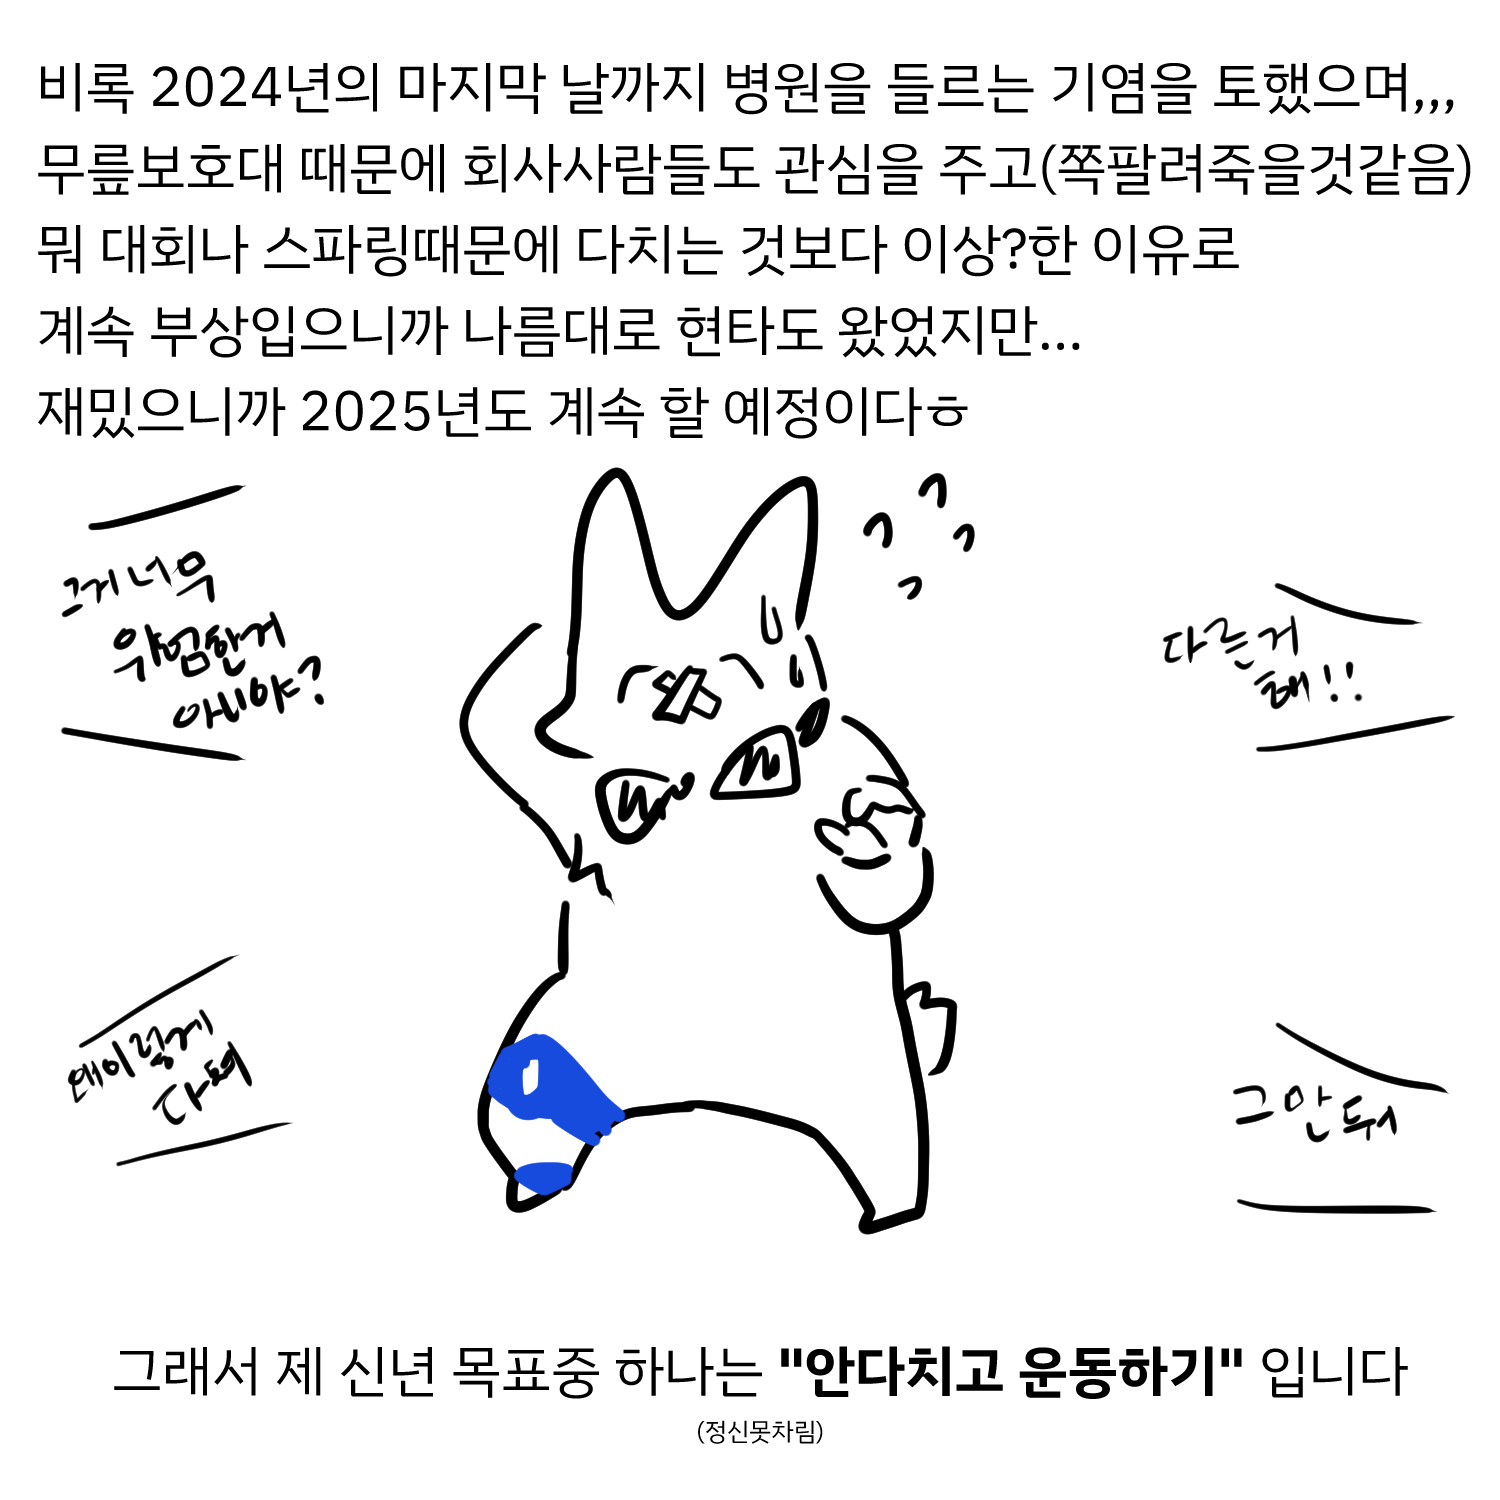 비록 2024년의 마지막 날까지 병원을 들르는 기염을 토했으며,,,
무릎보호대 때문에 회사사람들도 관심을 주고(쪽팔려죽을것같음)
뭐 대회나 스파링때문에 다치는 것보다 이상?한 이유로
계속 부상입으니까 나름대로 현타도 왔었지만...
재밌으니까 2025년도 계속 할 예정이다ㅎ
그거 너무
위험한거
아니야?
다른거
해!!
왜이렇게
다쳐
그만둬
그래서 제 신년 목표중 하나는 "안다치고 운동하기" 입니다
(정신못차림)